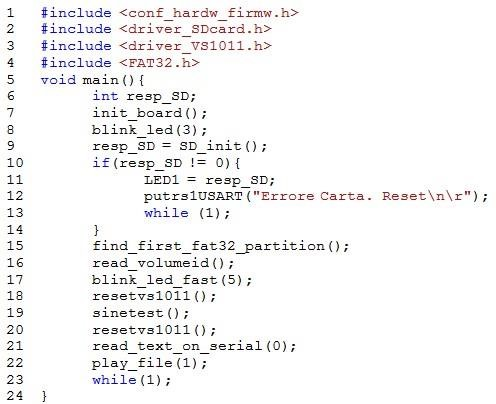 1 #include <conf_hardw_firmw.h>
2 #include <driver_SDcard.h>
3 #include <driver_VS1011.h>
4 #include <FAT32.h>
5 void main(){
6 int resp_SD;
7 init_board();
8 blink_led(3);
9 resp_SD = SD_init();
10 if(resp_SD != 0){
11 LED1 = resp_SD;
12 putrs1USART("Errore Carta. Reset\n\r");
13 while (1);
14 }
15 find_first_fat32_partition();
16 read_volumeid();
17 blink_led_fast(5);
18 resetvs1011();
19 sinetest();
20 resetvs1011();
21 read_text_on_serial(0);
22 play_file(1);
23 while(1);
24 }